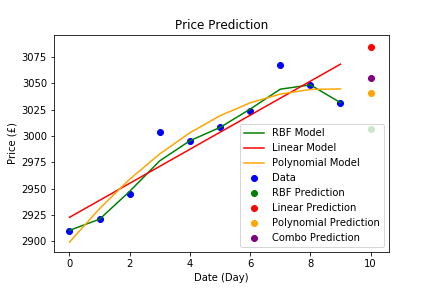 Price Prediction
3075
3050
3025
3000
2975
2950
2925
2900
Price (£)
0
2
4
6
8
10
Date (Day)
RBF Model
Linear Model
Polynomial Model
Data
RBF Prediction
Linear Prediction
Polynomial Prediction
Combo Prediction